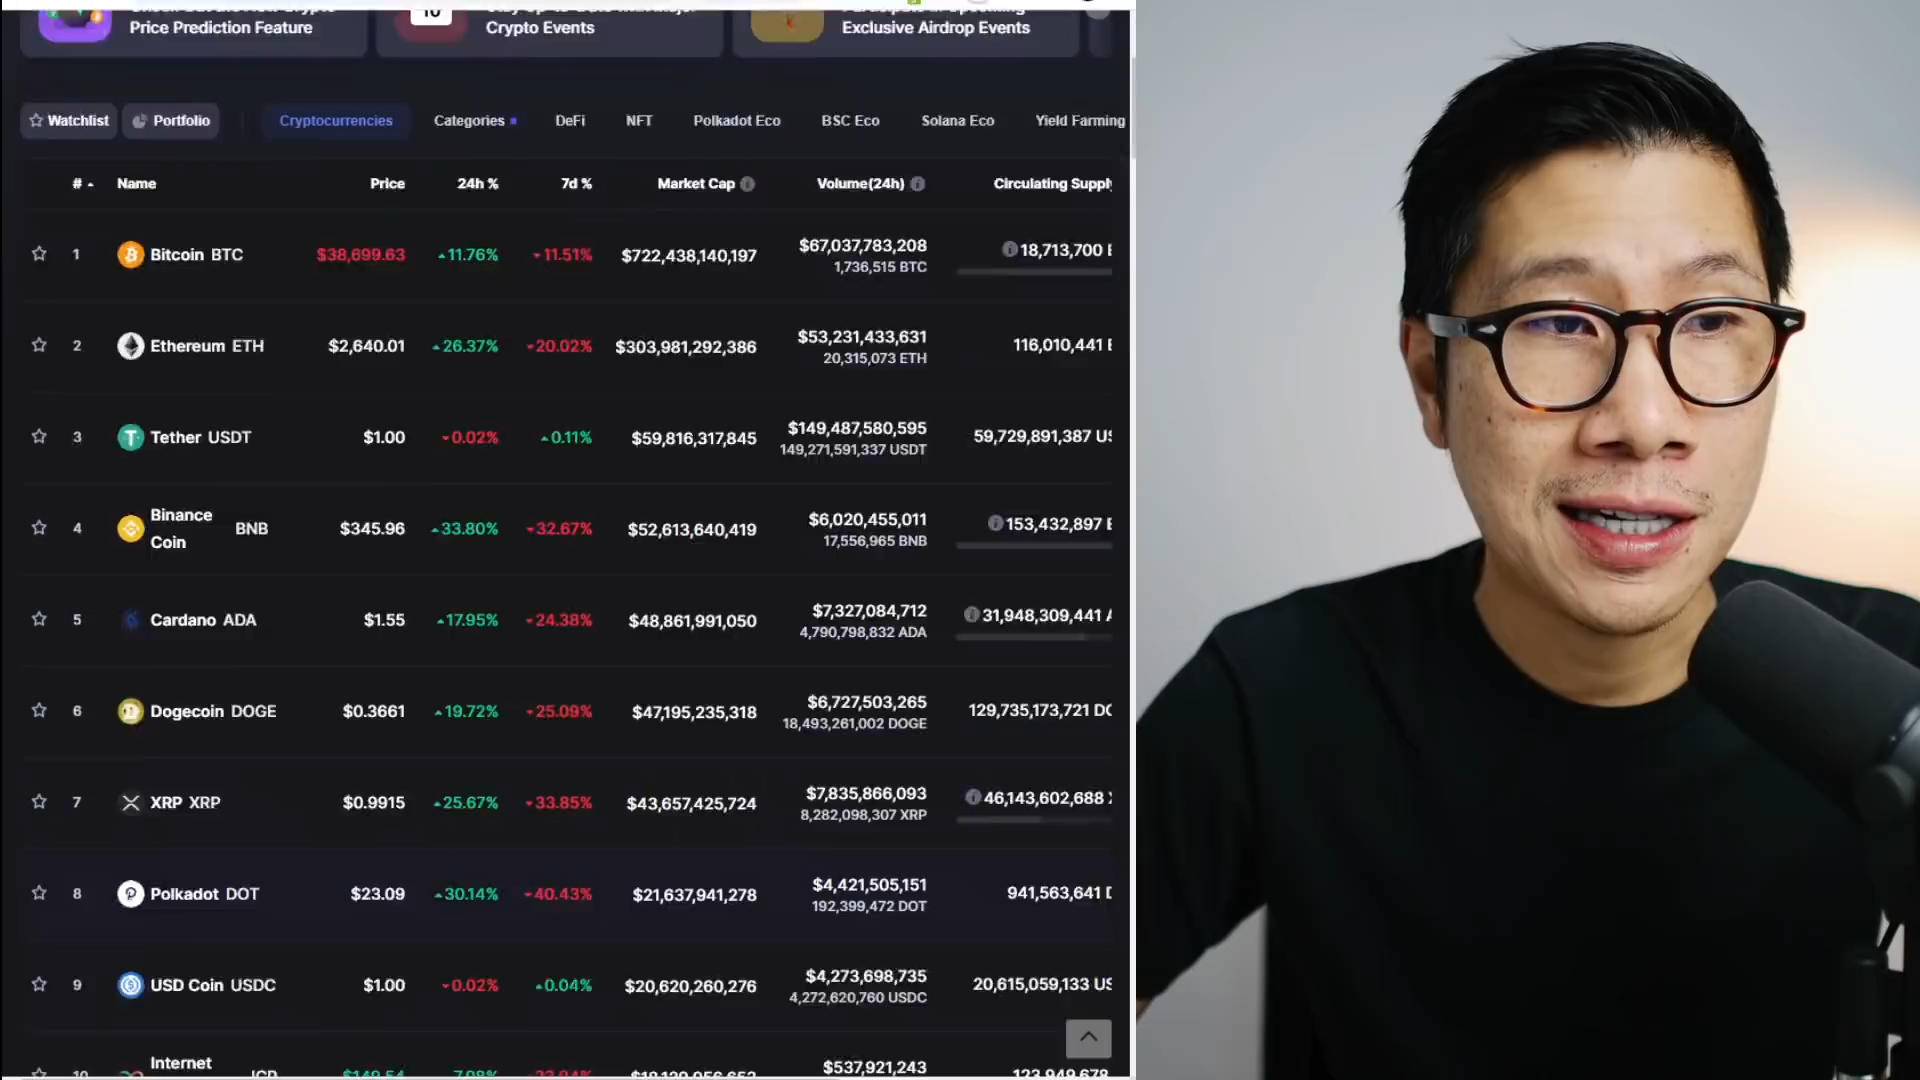 Price Prediction Feature
Crypto Events
Exclusive Airdrop Events
Watchlist Portfolio Cryptocurrencies Categories DeFi NFT Polkadot Eco BSC Eco Solana Eco Yield Farming
# Name Price 24h % 7d % Market Cap Volume(24h) Circulating Supply
1 Bitcoin BTC $38,699.63 11.76% 11.51% $722,438,140,197 $67,037,783,208 18,713,700
1,736,515 BTC
2 Ethereum ETH $2,640.01 26.37% 20.02% $303,981,292,386 $53,231,433,631 116,010,441
20,315,073 ETH
3 Tether USDT $1.00 0.02% 0.11% $59,816,317,845 $149,487,580,595 59,729,891,387 US
149,271,591,337 USDT
4 Binance Coin BNB $345.96 33.80% 32.67% $52,613,640,419 $6,020,455,011 153,432,897
17,556,965 BNB
5 Cardano ADA $1.55 17.95% 24.38% $48,861,991,050 $7,327,084,712 31,948,309,441
4,790,798,832 ADA
6 Dogecoin DOGE $0.3661 19.72% 25.09% $47,195,235,318 $6,727,503,265 129,735,173,721 DO
18,493,261,002 DOGE
7 XRP XRP $0.9915 25.67% 33.85% $43,657,425,724 $7,835,866,093 46,143,602,688
8,282,098,307 XRP
8 Polkadot DOT $23.09 30.14% 40.43% $21,637,941,278 $4,421,505,151 941,563,641
192,399,472 DOT
9 USD Coin USDC $1.00 0.02% 0.04% $20,620,260,276 $4,273,698,735 20,615,059,133 US
4,272,620,760 USDC
10 Internet ICP $537,921,243